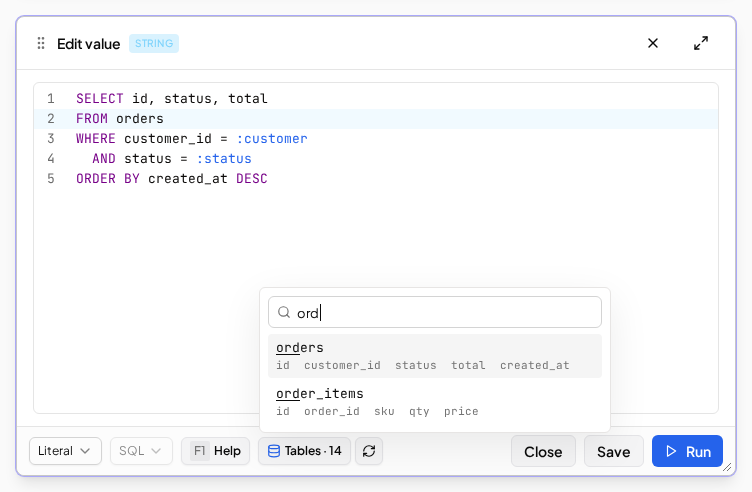 Edit value STRING
1 SELECT id, status, total
2 FROM orders
3 WHERE customer_id = :customer
4 AND status = :status
5 ORDER BY created_at DESC
ord
orders
id customer_id status total created_at
order_items
id order_id sku qty price
Literal SQL F1 Help Tables · 14 Close Save Run